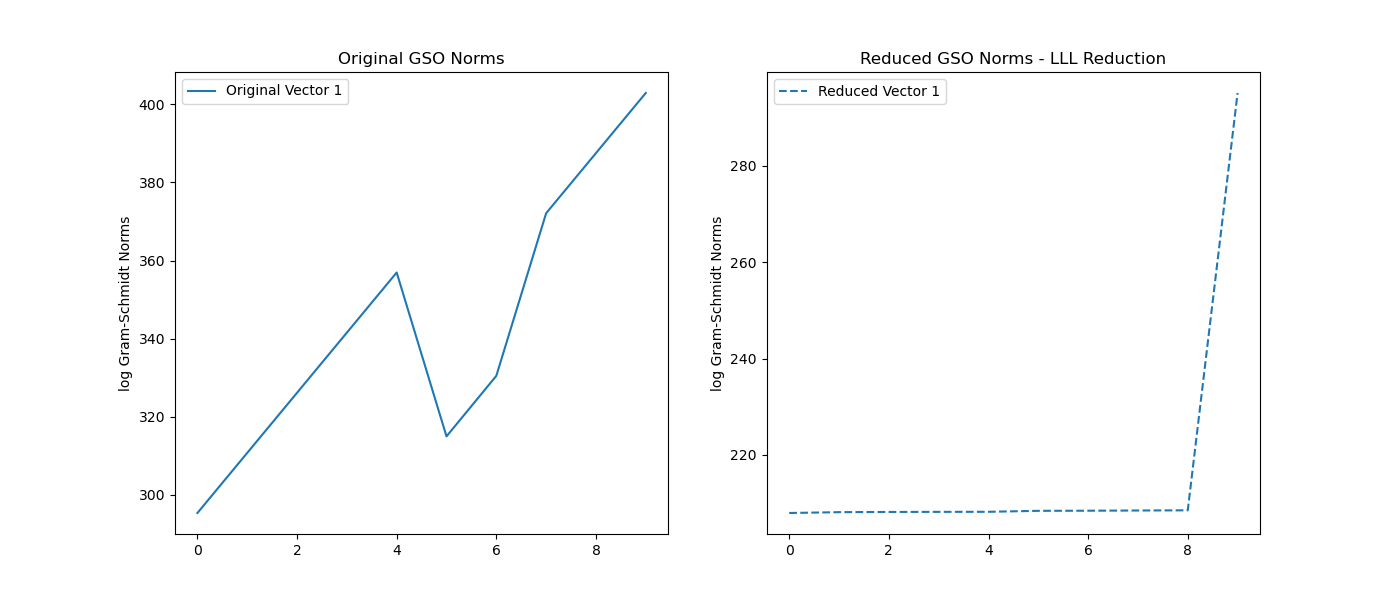 Original GSO Norms
Original Vector 1
log Gram-Schmidt Norms
400
380
360
340
320
300
0 2 4 6 8
Reduced GSO Norms - LLL Reduction
Reduced Vector 1
log Gram-Schmidt Norms
280
260
240
220
0 2 4 6 8